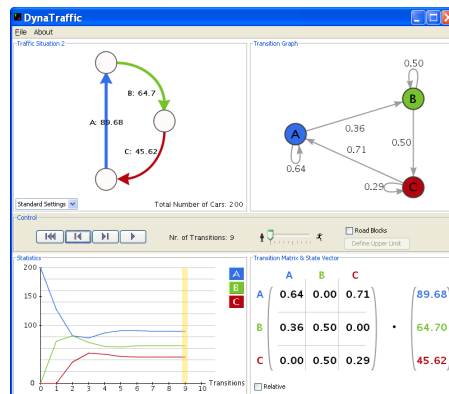 DynaTraffic
File About
Traffic Situation 2
B: 64.7
A: 89.68
C: 45.62
Standard Settings
Total Number of Cars: 200
Transition Graph
0.50
B
A
0.36
0.71
0.50
0.64
0.29
C
Control
Nr. of Transitions: 9
Road Blocks
Define Upper Limit
Statistics
200
150
100
50
0
0 1 2 3 4 5 6 7 8 9 10 Transitions
A
B
C
Transition Matrix & State Vector
A B C
A 0.64 0.00 0.71 89.68
B 0.36 0.50 0.00 • 64.70
C 0.00 0.50 0.29 45.62
Relative